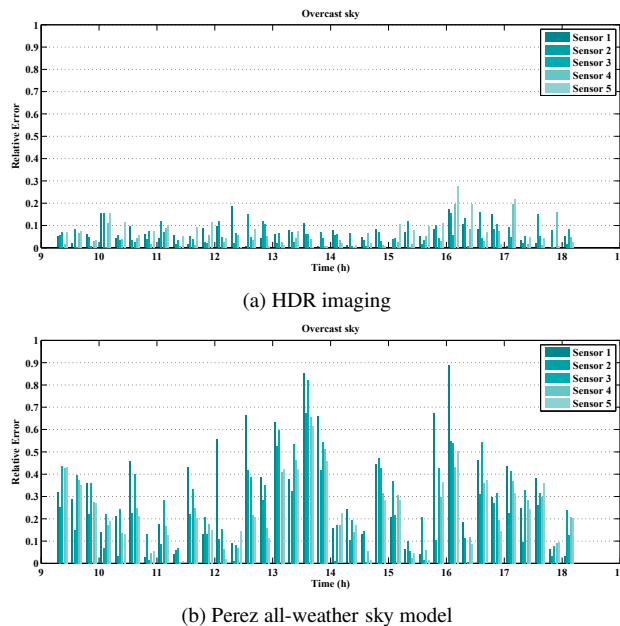 Overcast sky
1
0.9
0.8
0.7
0.6
0.5
0.4
0.3
0.2
0.1
0
Relative Error
Sensor 1
Sensor 2
Sensor 3
Sensor 4
Sensor 5
9 10 11 12 13 14 15 16 17 18 1
Time (h)
(a) HDR imaging
Overcast sky
1
0.9
0.8
0.7
0.6
0.5
0.4
0.3
0.2
0.1
0
Relative Error
Sensor 1
Sensor 2
Sensor 3
Sensor 4
Sensor 5
9 10 11 12 13 14 15 16 17 18 1
Time (h)
(b) Perez all-weather sky model